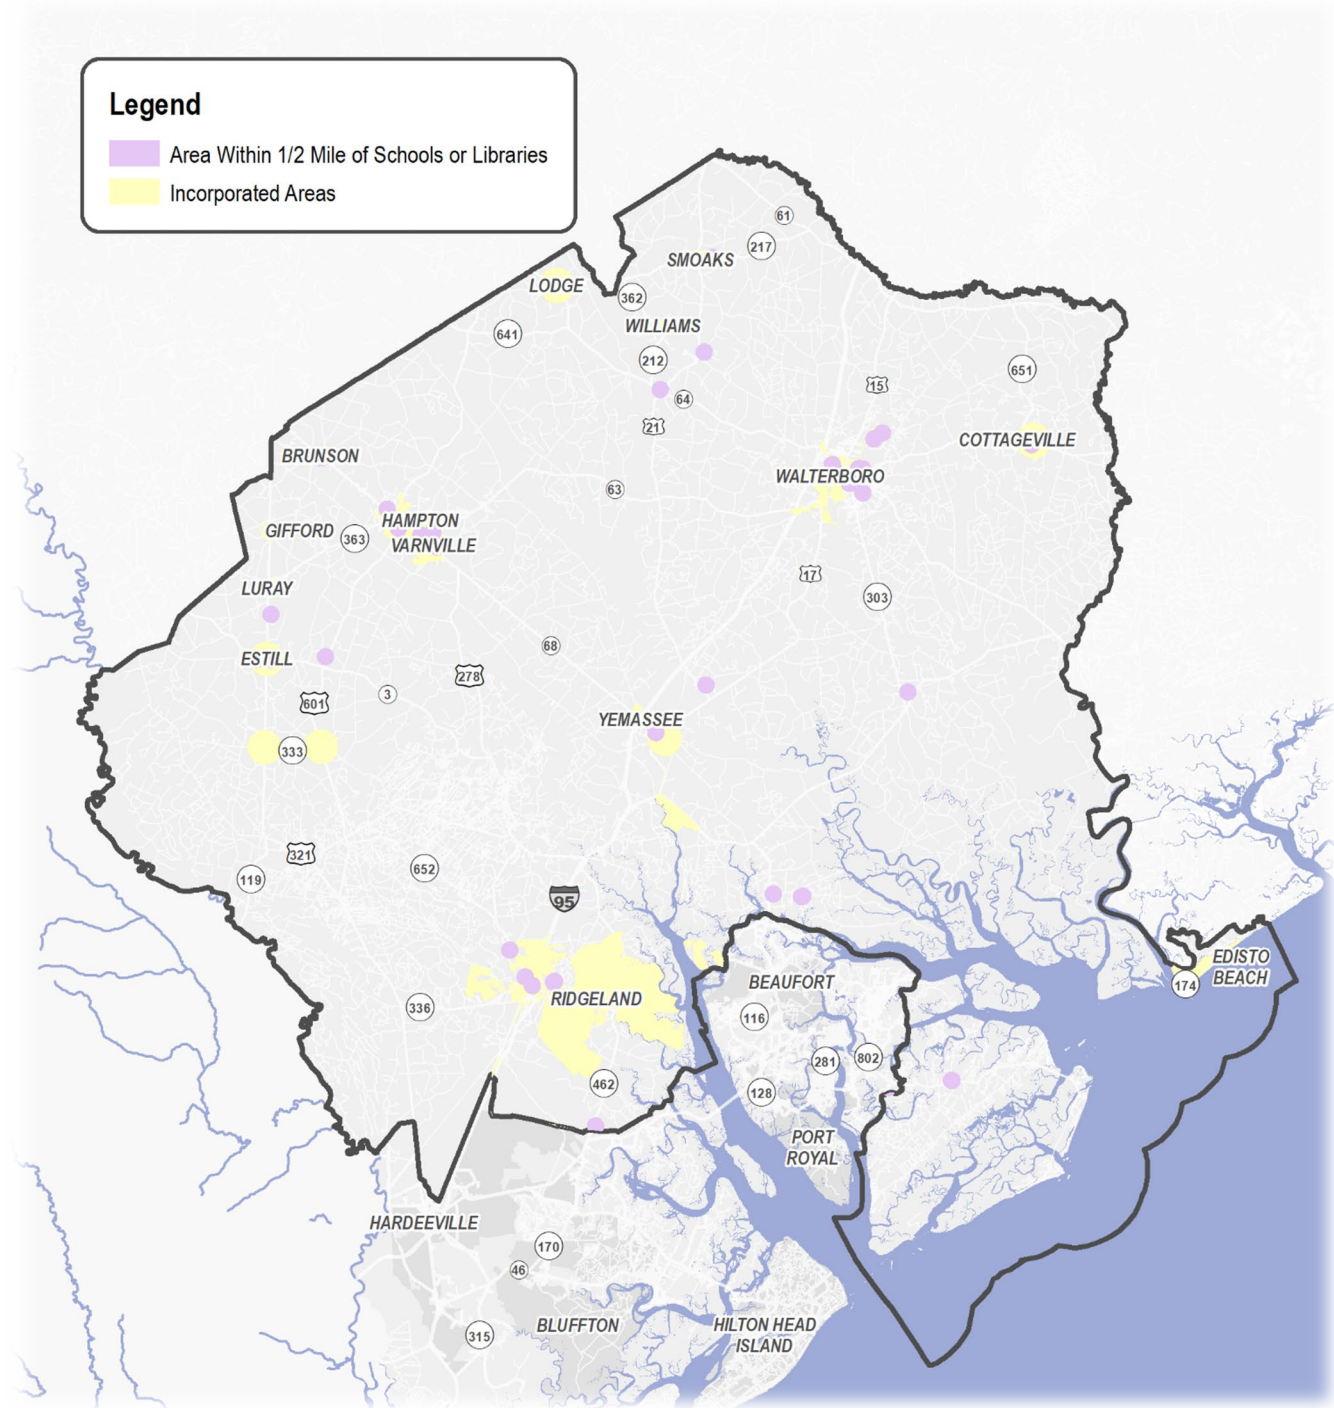 Legend
Area Within 1/2 Mile of Schools or Libraries
Incorporated Areas
61
217
SMOAKS
LODGE
362
WILLIAMS
641
212
651
15
64
21
COTTAGEVILLE
BRUNSON
WALTERBORO
63
HAMPTON
GIFFORD
363
VARNVILLE
17
LURAY
303
68
ESTILL
278
3
601
YEMASSEE
333
321
652
119
95
EDISTO
BEACH
BEAUFORT
174
RIDGELAND
336
116
802
281
462
128
PORT
ROYAL
HARDEEVILLE
170
46
BLUFFTON
HILTON HEAD
ISLAND
315